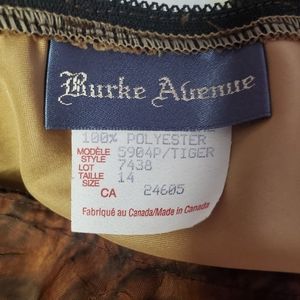 Burke Avenue
100% POLYESTER
MODÈLE
STYLE 5904P/TIGER
LOT 7438
TAILLE
SIZE 14
CA 24605
Fabriqué au Canada/Made in Canada